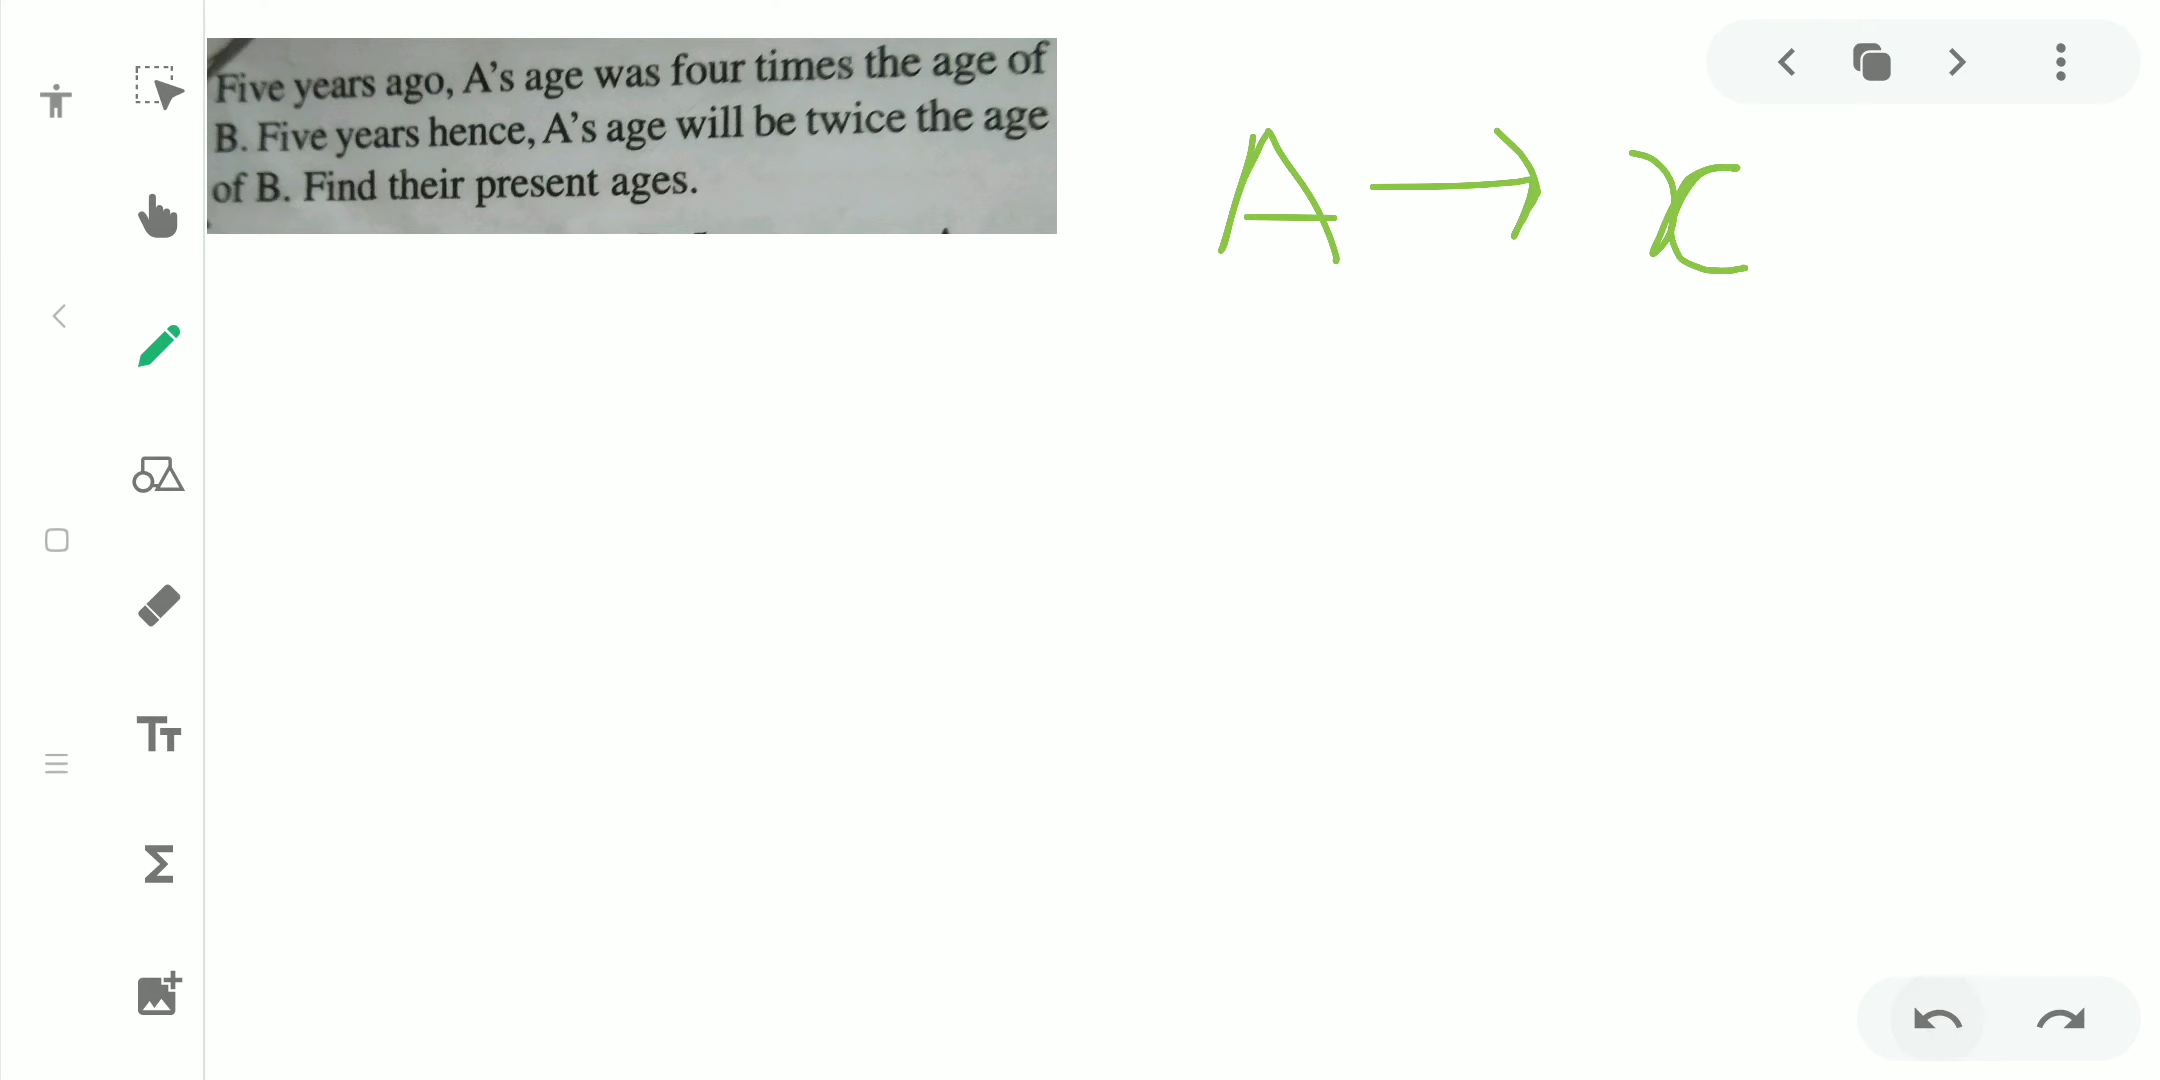 Five years ago, A's age was four times the age of
B. Five years hence, A's age will be twice the age
of B. Find their present ages.
A → x